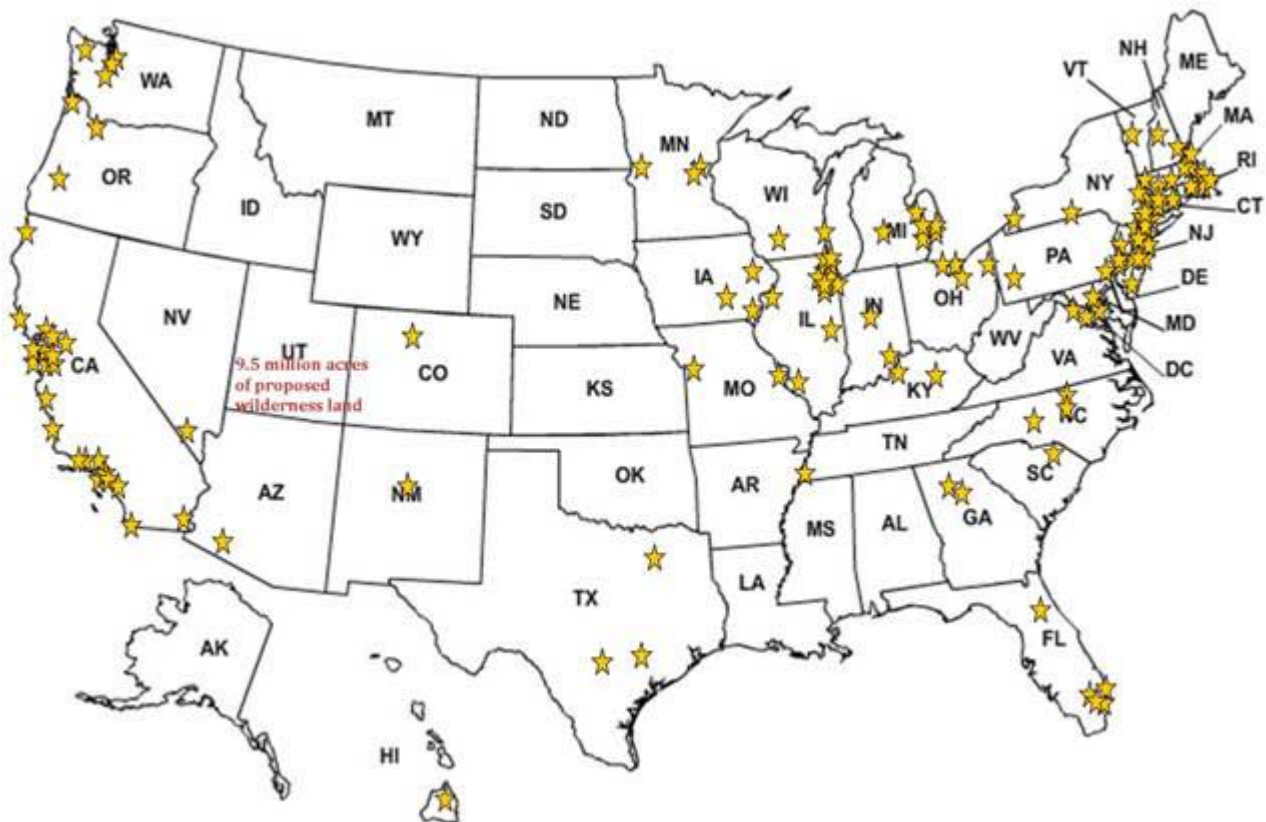 NH
ME
VT
WA
MT
ND
MN
MA
OR
RI
ID
WI
NY
SD
CT
WY
MI
NJ
IA
PA
NE
OH
DE
NV
IL
IN
MD
UT
WV
CA
9.5 million acres
of proposed
wilderness land
CO
VA
DC
KS
MO
KY
NC
TN
OK
SC
AZ
NM
AR
GA
MS
AL
LA
TX
FL
AK
HI